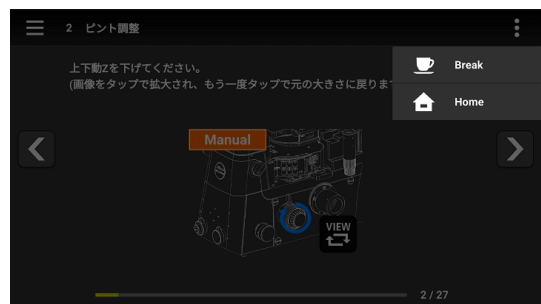 2 ピント調整
Break
Home
上下動Zを下げてください。
(画像をタップで拡大され、もう一度タップで元の大きさに戻りま
Manual
VIEW
2 / 27